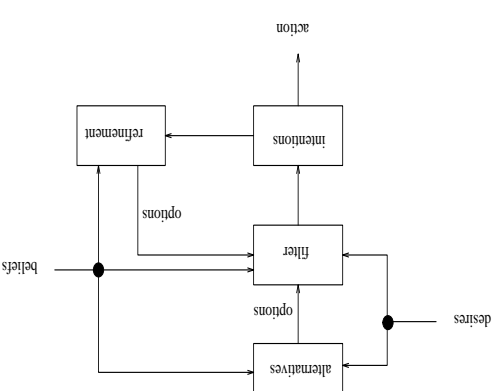 alternatives
desires
options
filter
beliefs
options
intentions
refinement
action